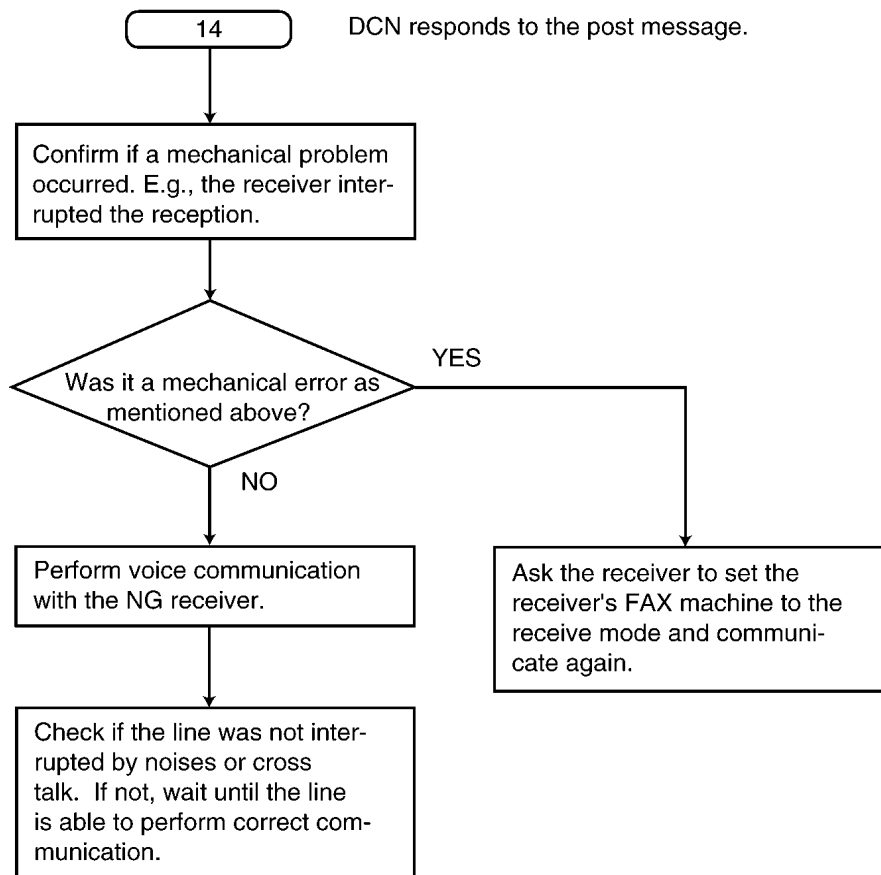 14
DCN responds to the post message.
Confirm if a mechanical problem
occurred. E.g., the receiver inter-
rupted the reception.
Was it a mechanical error as
mentioned above?
YES
NO
Perform voice communication
with the NG receiver.
Ask the receiver to set the
receiver's FAX machine to the
receive mode and communi-
cate again.
Check if the line was not inter-
rupted by noises or cross
talk.  If not, wait until the line
is able to perform correct com-
munication.